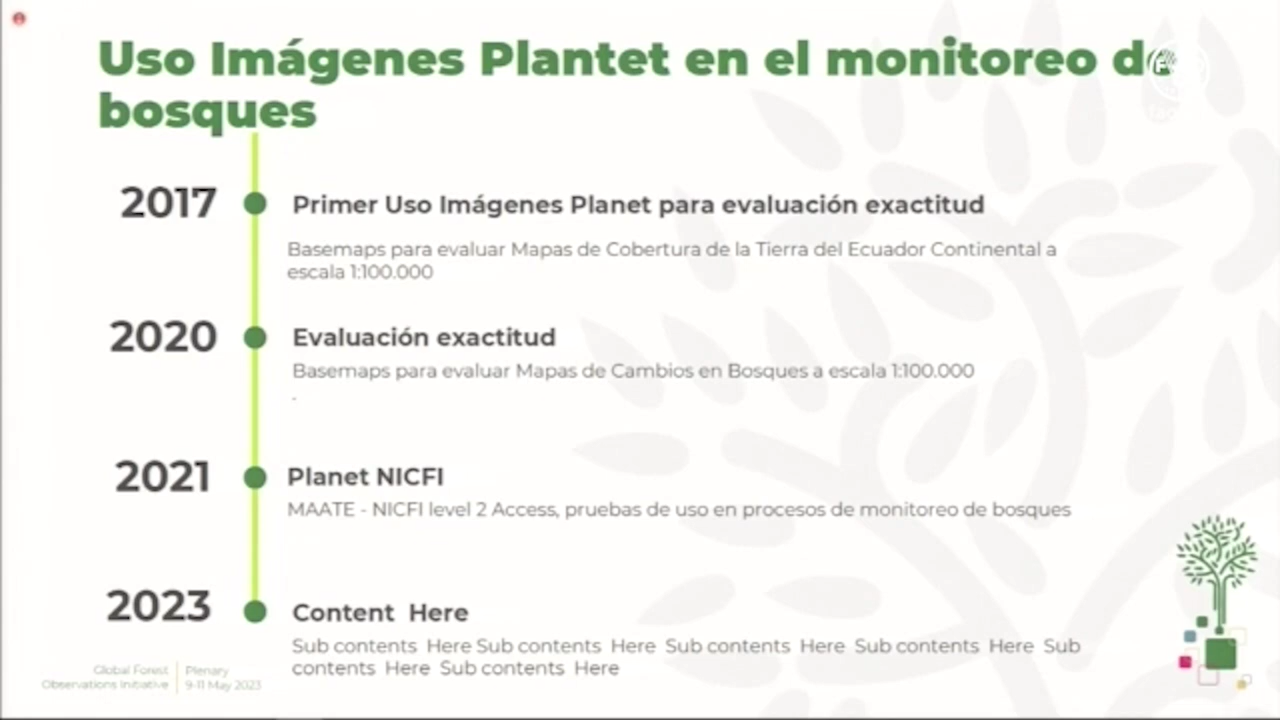 Uso Imágenes Plantet en el monitoreo de
bosques
2017
Primer Uso Imágenes Planet para evaluación exactitud
Basemaps para evaluar Mapas de Cobertura de la Tierra del Ecuador Continental a
escala 1:100.000
2020
Evaluación exactitud
Basemaps para evaluar Mapas de Cambios en Bosques a escala 1:100.000
.
2021
Planet NICFI
MAATE - NICFI level 2 Access, pruebas de uso en procesos de monitoreo de bosques
2023
Content Here
Sub contents Here Sub contents Here Sub contents Here Sub contents Here Sub
contents Here Sub contents Here
Global Forest
Observations Initiative
Plenary
9-11 May 2023